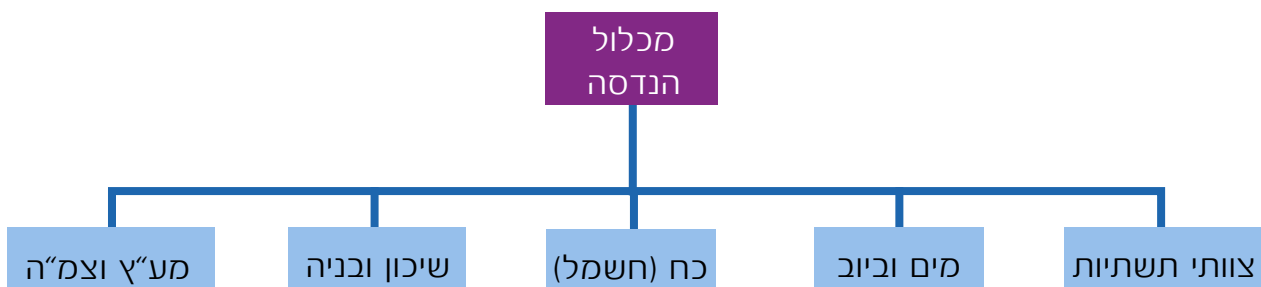 מכלול
הנדסה
צוותי תשתיות
מים וביוב
כח (חשמל)
שיכון ובניה
מע״ץ וצמ״ה